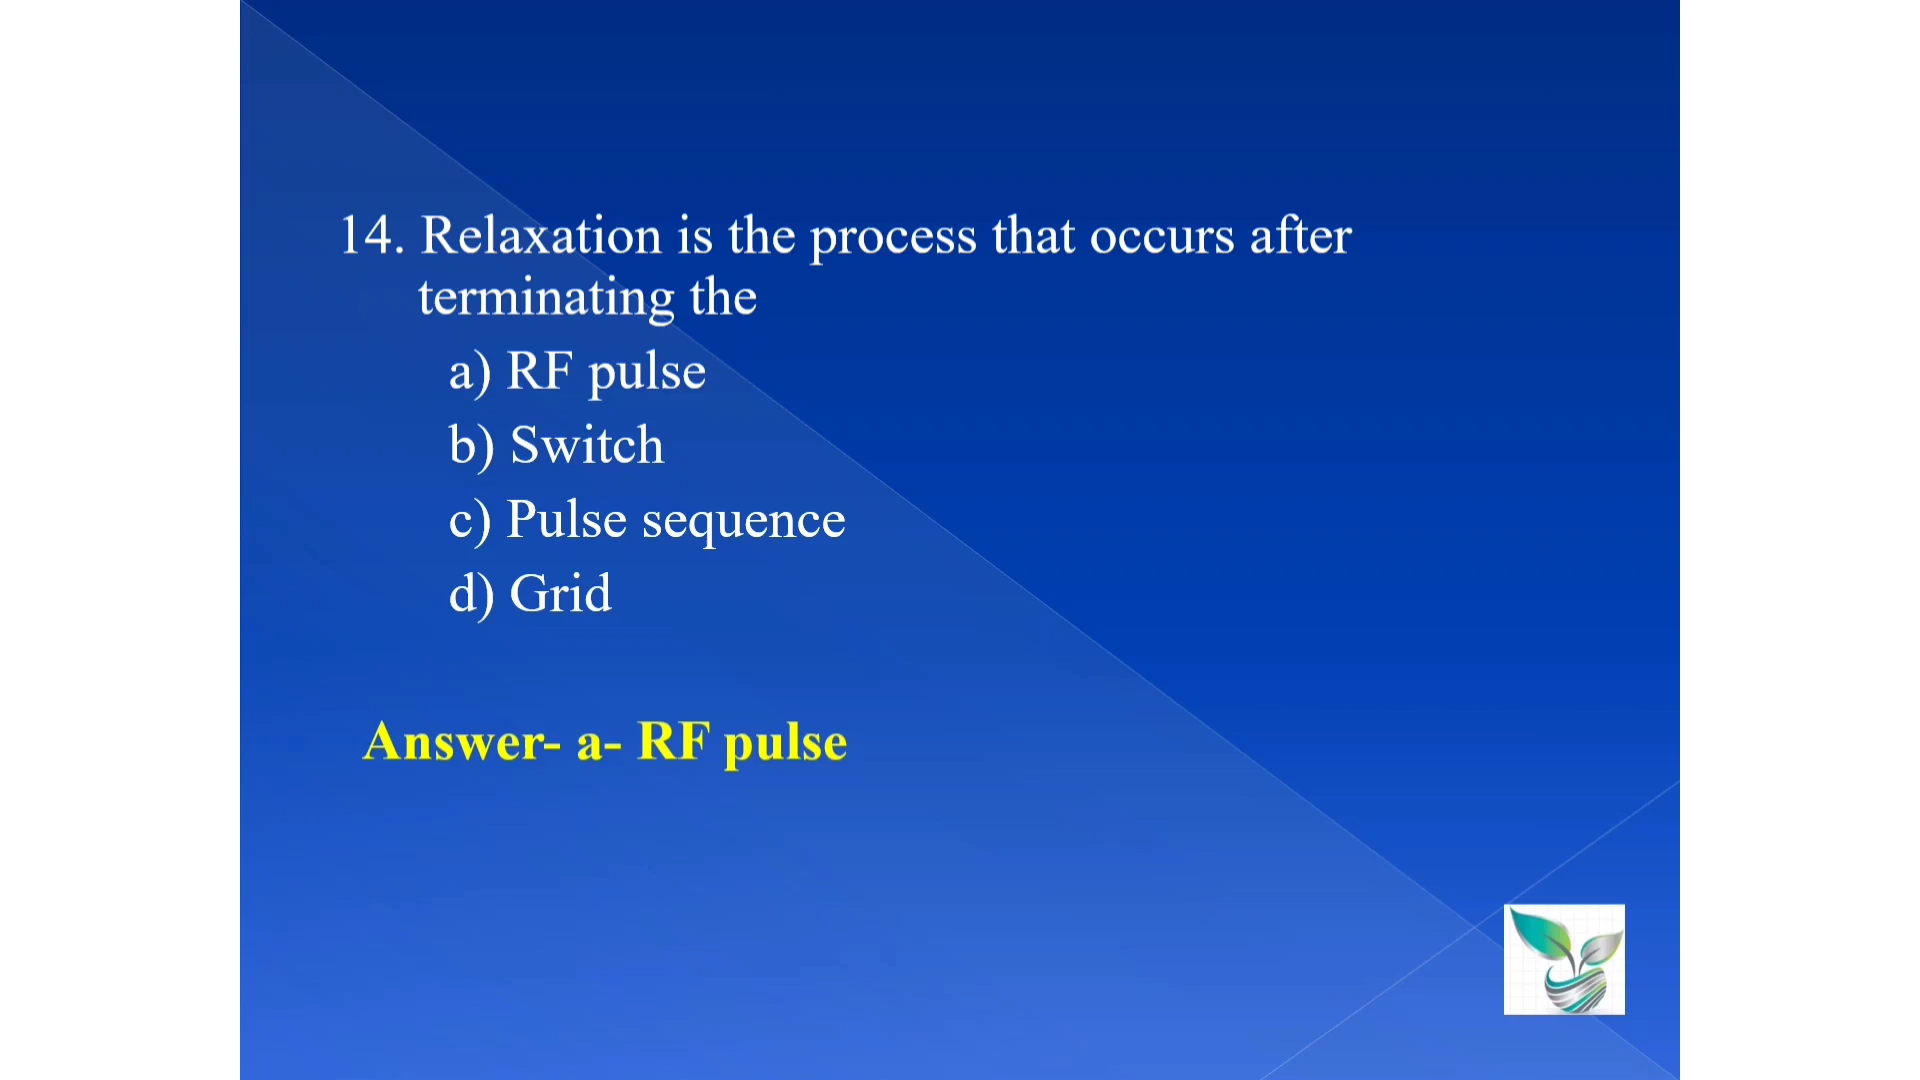 14. Relaxation is the process that occurs after
terminating the
a) RF pulse
b) Switch
c) Pulse sequence
d) Grid
Answer- a- RF pulse